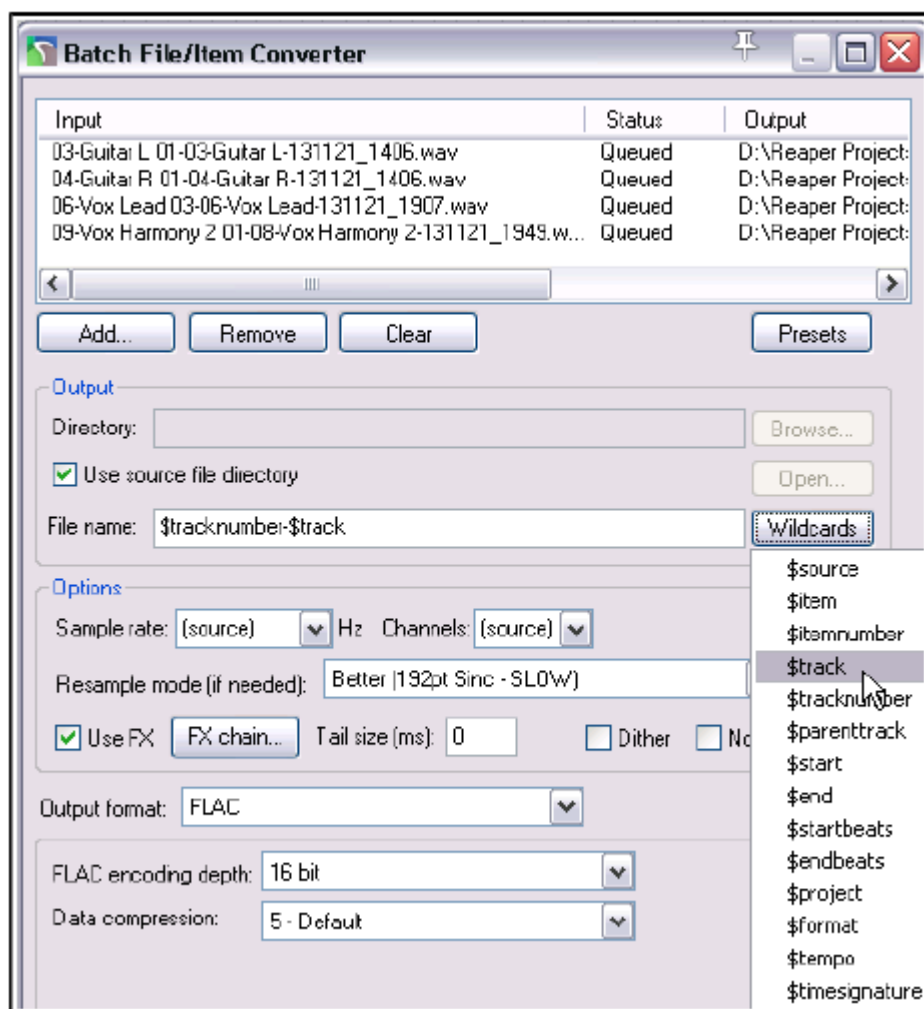 Batch File/Item Converter
Input Status Output
03-Guitar L 01-03-Guitar L-131121_1406.wav Queued D:\Reaper Project
04-Guitar R 01-04-Guitar R-131121_1406.wav Queued D:\Reaper Project
06-Vox Lead 03-06-Vox Lead-131121_1907.wav Queued D:\Reaper Project
09-Vox Harmony 2 01-08-Vox Harmony 2-131121_1949.w... Queued D:\Reaper Project
Add... Remove Clear Presets
Output
Directory: Browse...
Use source file directory Open...
File name: $tracknumber-$track Wildcards
$source
$item
$itemnumber
$track
$tracknumber
$parenttrack
$start
$end
$startbeats
$endbeats
$project
$format
$tempo
$timesignature
Options
Sample rate: (source) Hz Channels: (source)
Resample mode (if needed): Better (192pt Sinc - SLOW)
Use FX FX chain... Tail size (ms): 0 Dither No
Output format: FLAC
FLAC encoding depth: 16 bit
Data compression: 5 - Default